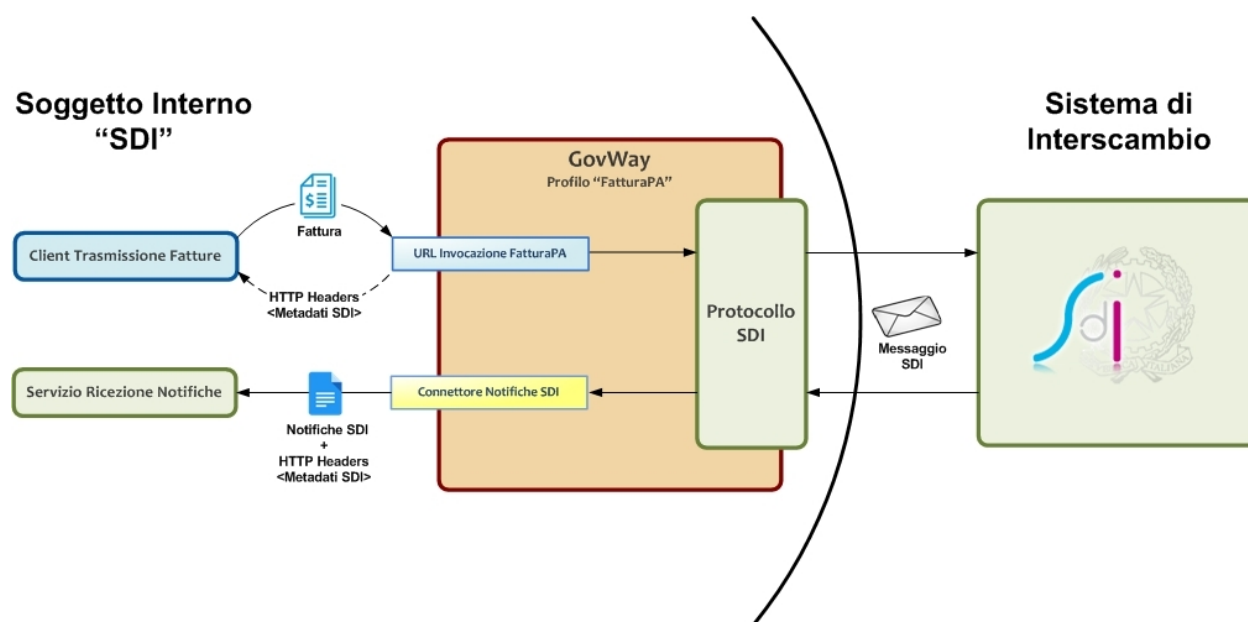 Soggetto Interno
“SDI”
Sistema di
Interscambio
GovWay
Profilo “FatturaPA”
Fattura
Client Trasmissione Fatture
URL Invocazione FatturaPA
HTTP Headers
<Metadati SDI>
Protocollo
SDI
Messaggio
SDI
Sdi
Servizio Ricezione Notifiche
Connettore Notifiche SDI
Notifiche SDI
+
HTTP Headers
<Metadati SDI>